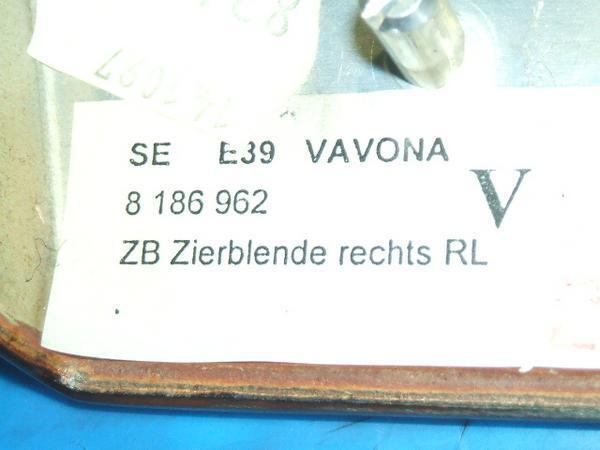 SE E39 VAVONA
8 186 962 V
ZB Zierblende rechts RL